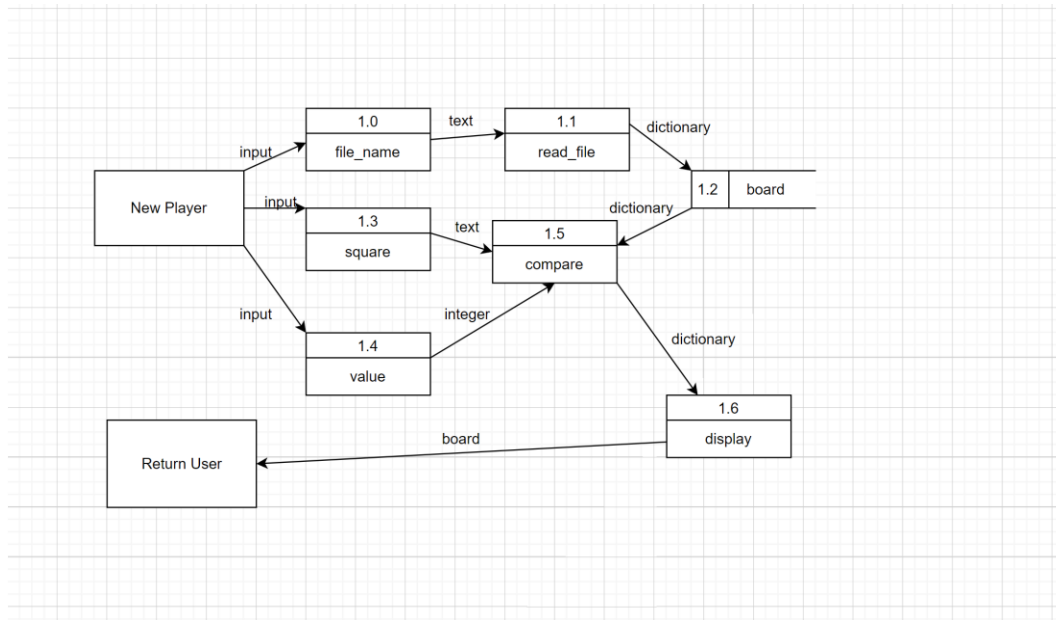 1.0
text
1.1
input
file_name
read_file
dictionary
New Player
input
1.2
board
1.3
text
dictionary
square
1.5
compare
input
integer
1.4
value
dictionary
1.6
display
board
Return User